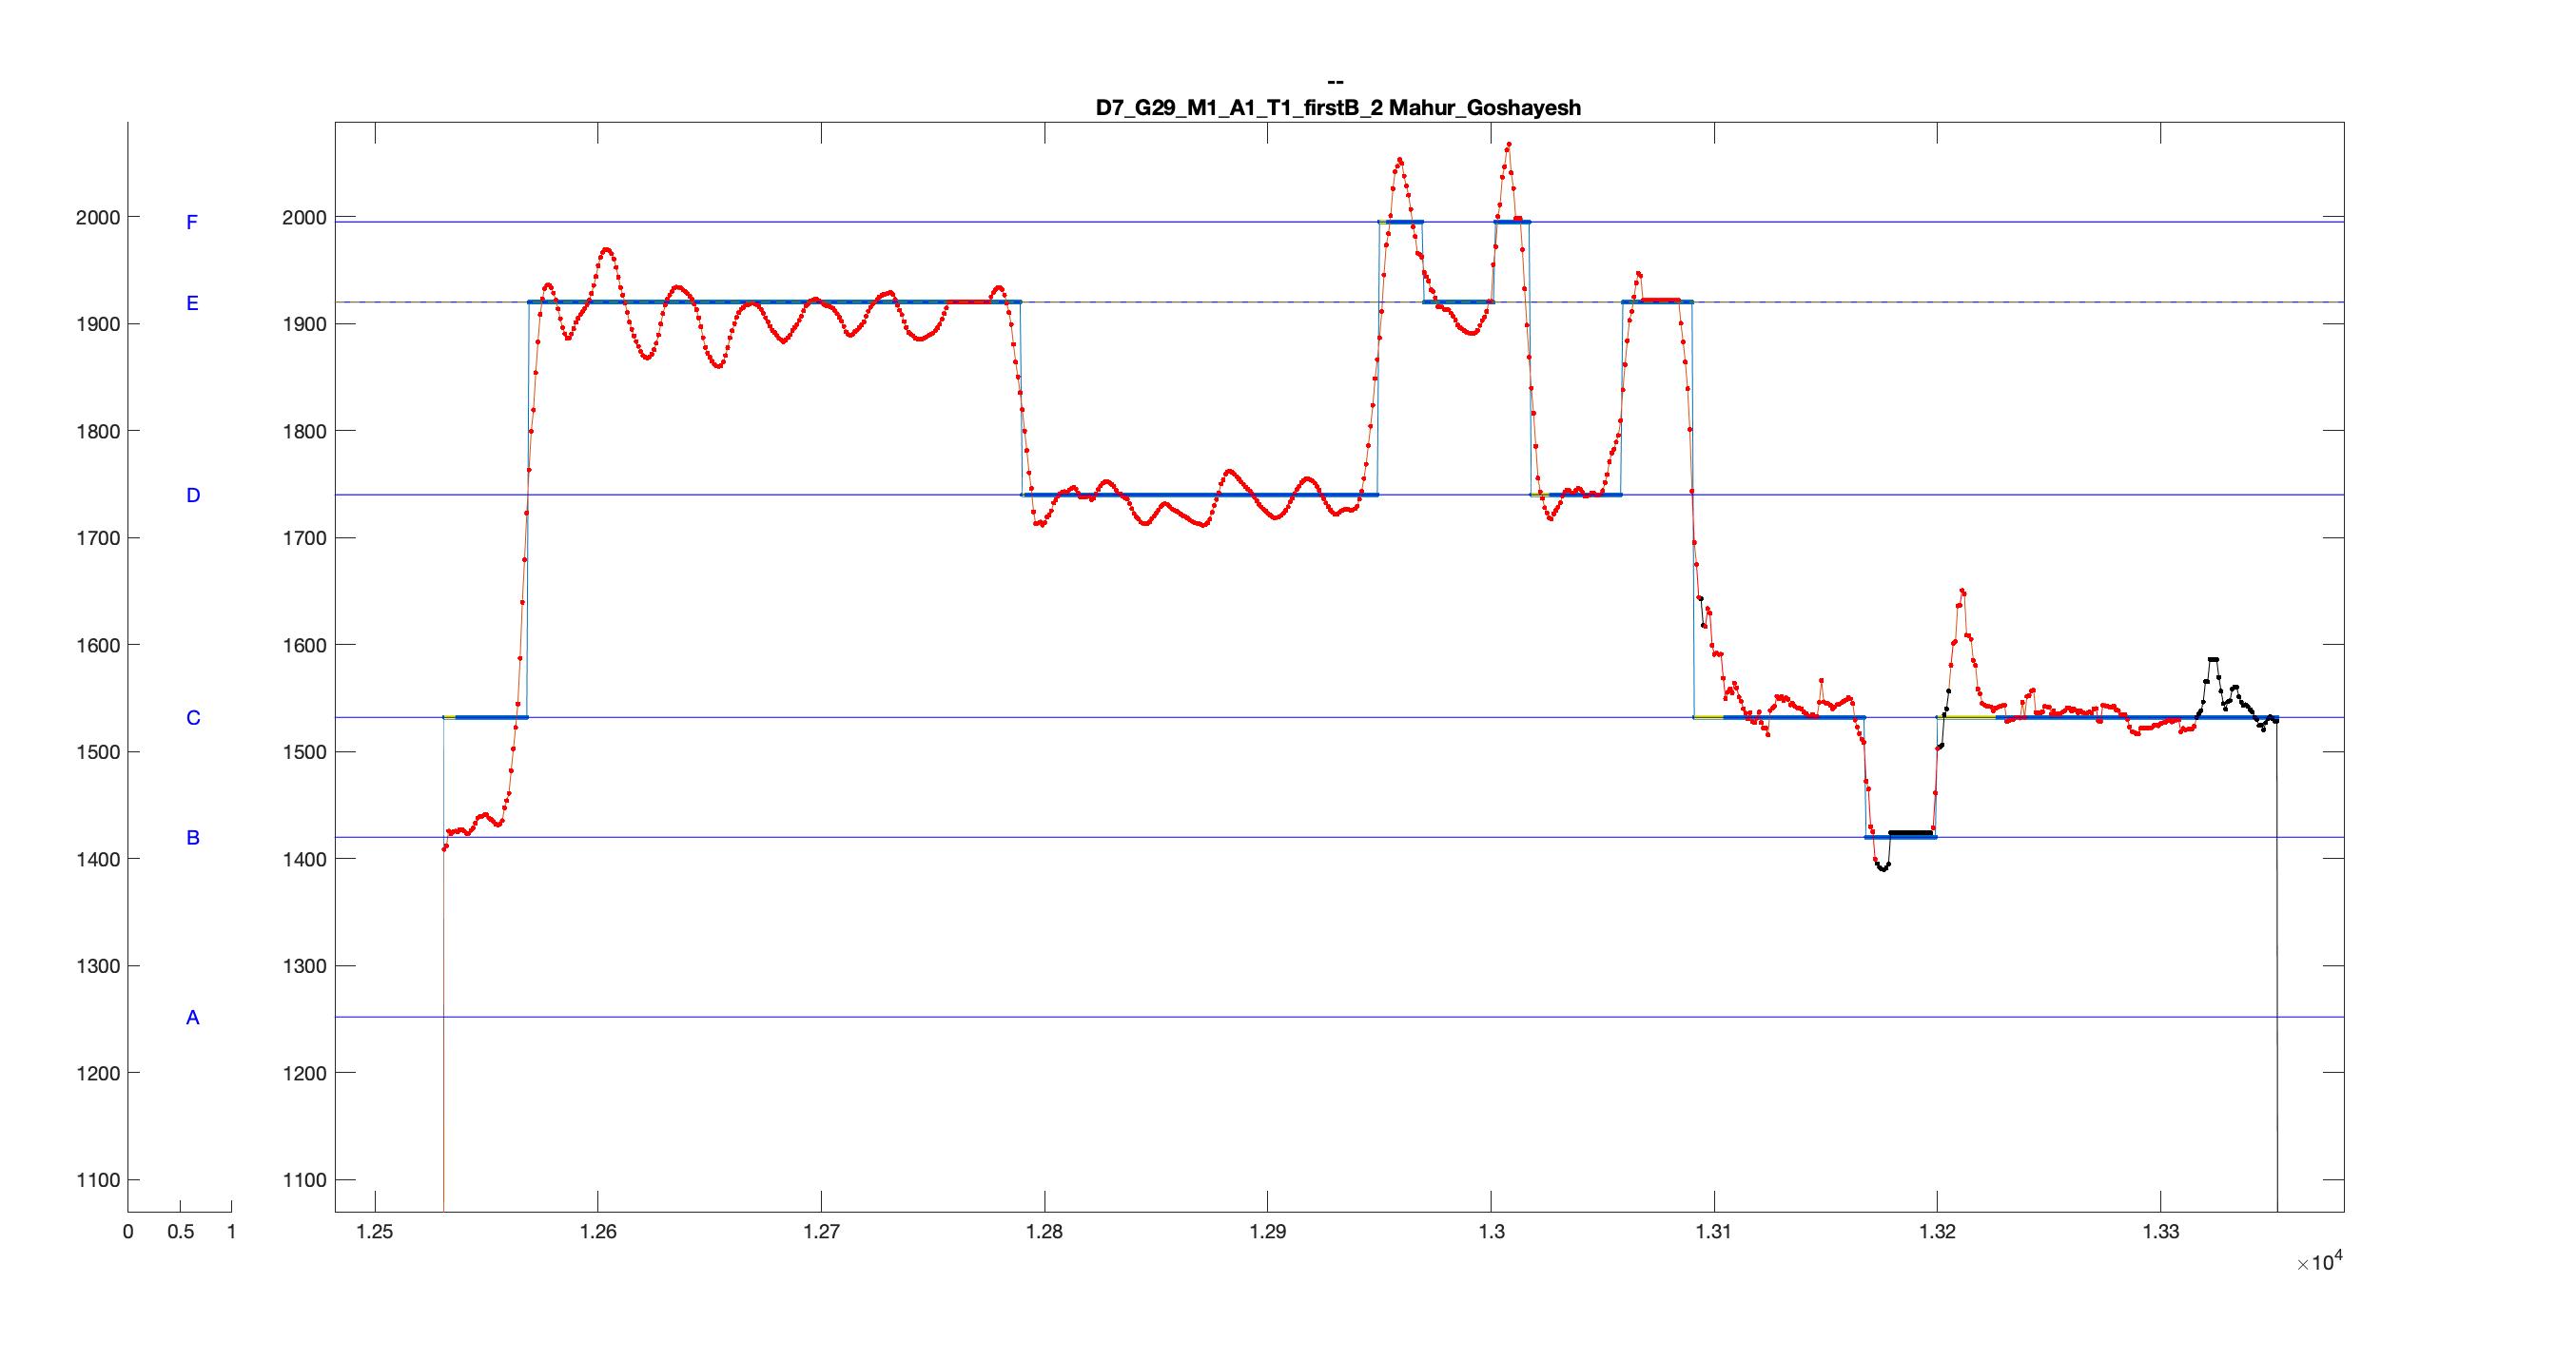 --
D7_G29_M1_A1_T1_firstB_2 Mahur_Goshayesh
2000 F 2000
1900 E 1900
1800 1800
D
1700 1700
1600 1600
C
1500 1500
B
1400 1400
1300 1300
A
1200 1200
1100 1100
0 0.5 1 1.25 1.26 1.27 1.28 1.29 1.3 1.31 1.32 1.33
×10⁴